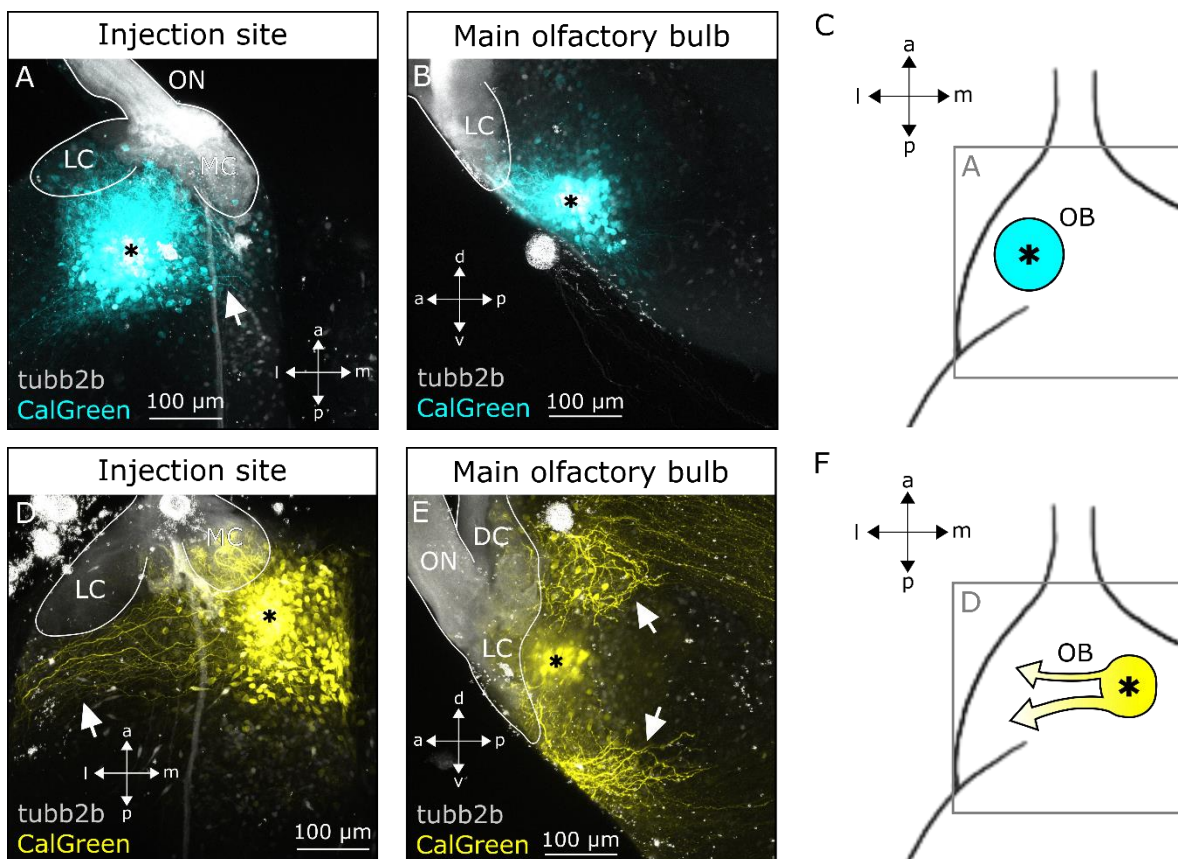 Injection site
A
ON
LC
MC
*
a
l m
p
tubb2b
CalGreen
100 µm
Main olfactory bulb
B
LC
*
d
a p
v
tubb2b
CalGreen
100 µm
C
a
l m
p
A
OB
*
Injection site
D
MC
LC
*
a
l m
p
tubb2b
CalGreen
100 µm
Main olfactory bulb
E
DC
ON
LC
*
d
a p
v
tubb2b
CalGreen
100 µm
F
a
l m
p
D
OB
*